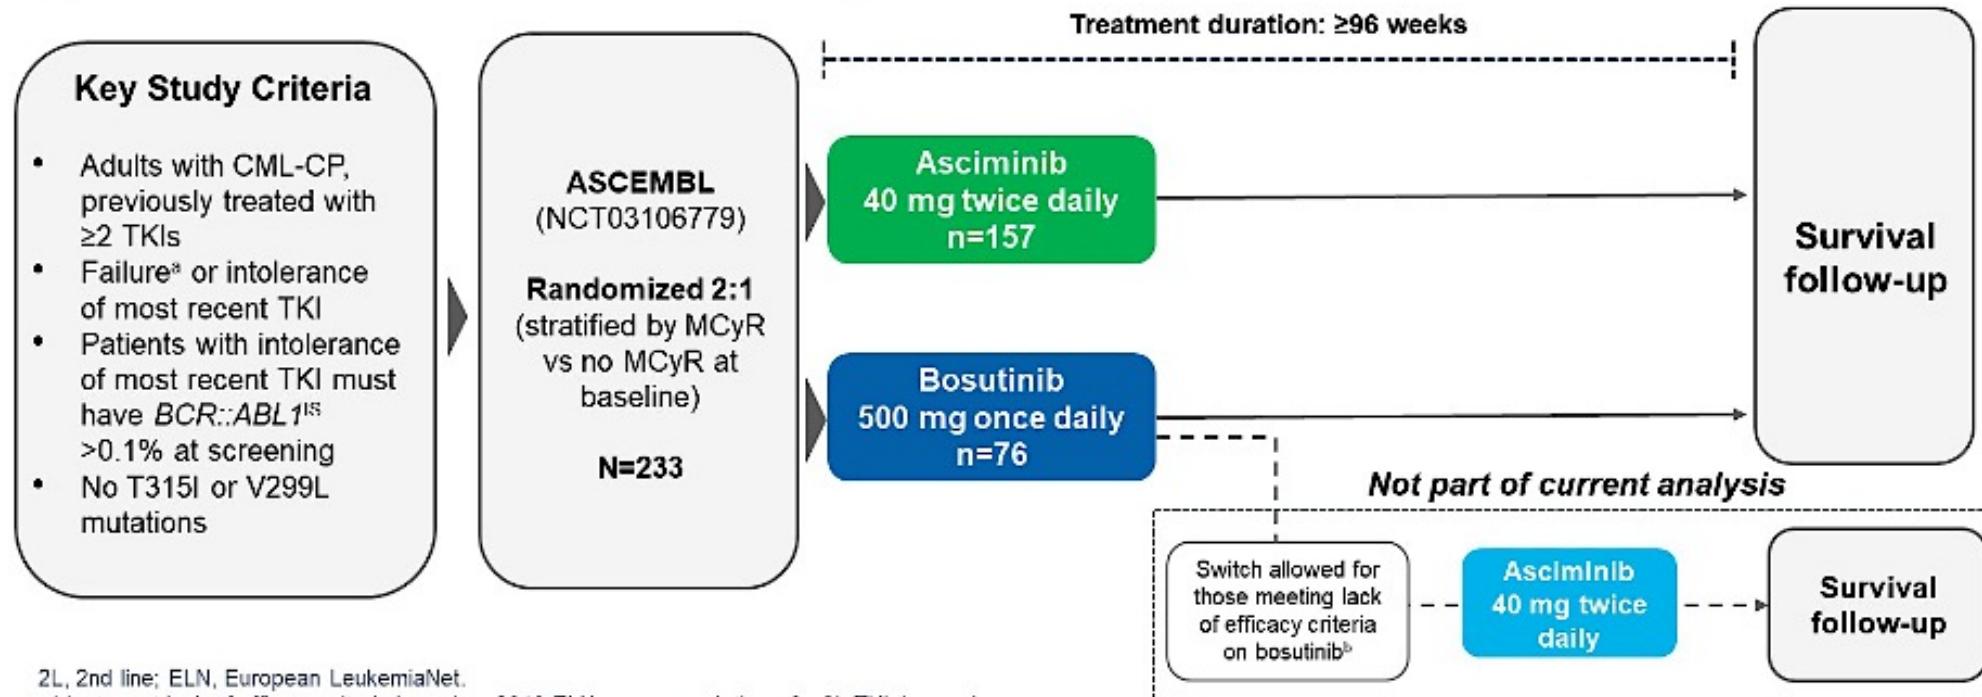 Treatment duration: ≥96 weeks
Key Study Criteria
• Adults with CML-CP,
previously treated with
≥2 TKIs
• Failureᵃ or intolerance
of most recent TKI
• Patients with intolerance
of most recent TKI must
have BCR::ABL1ᴵˢ
>0.1% at screening
• No T315I or V299L
mutations
ASCEMBL
(NCT03106779)
Randomized 2:1
(stratified by MCyR
vs no MCyR at
baseline)
N=233
Asciminib
40 mg twice daily
n=157
Bosutinib
500 mg once daily
n=76
Survival
follow-up
Not part of current analysis
Switch allowed for
those meeting lack
of efficacy criteria
on bosutinibᵇ
Asciminib
40 mg twice
daily
Survival
follow-up
2L, 2nd line; ELN, European LeukemiaNet.